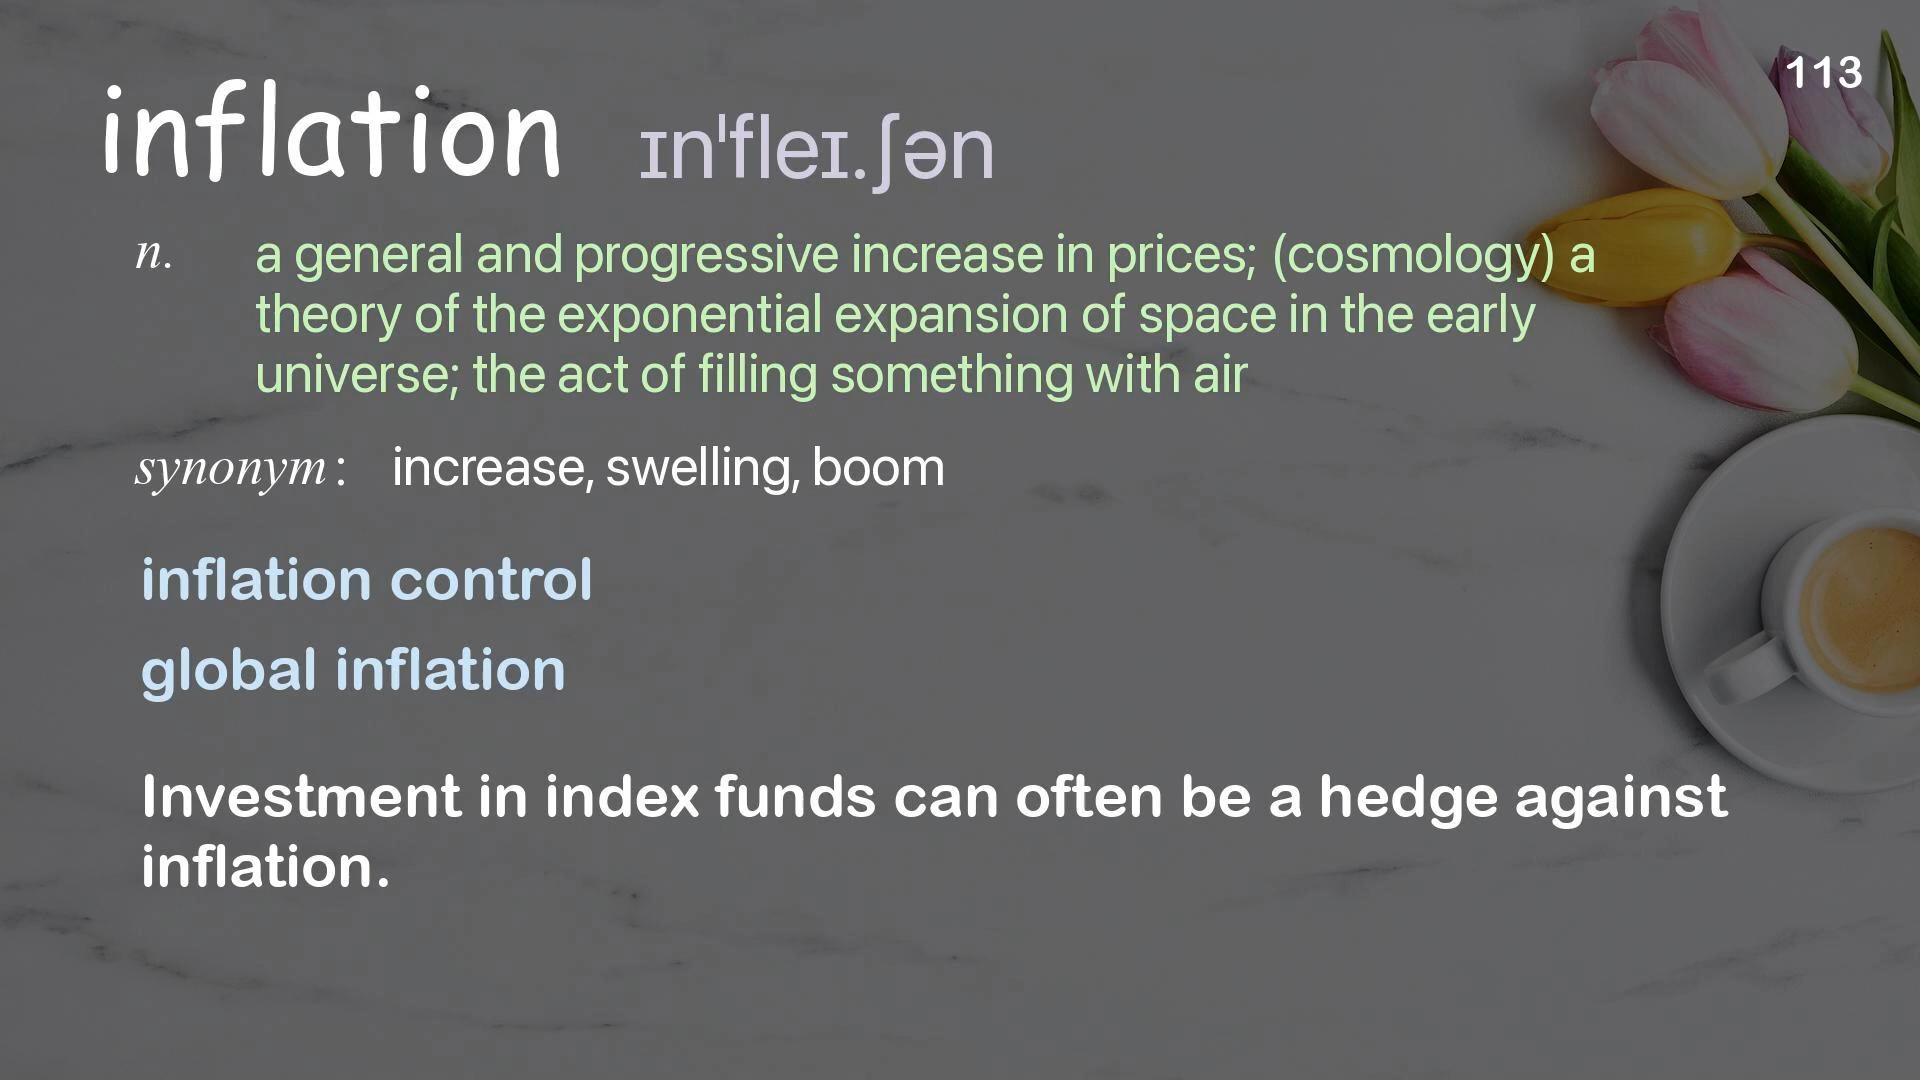 113
inflation ɪnˈfleɪ.ʃən
n. a general and progressive increase in prices; (cosmology) a
theory of the exponential expansion of space in the early
universe; the act of filling something with air
synonym: increase, swelling, boom
inflation control
global inflation
Investment in index funds can often be a hedge against
inflation.